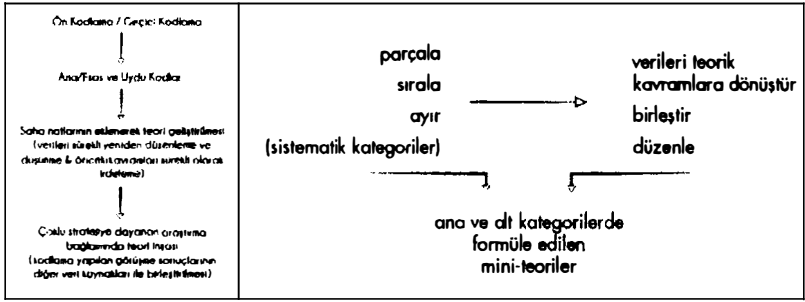 Ön Kodlama / Geçici Kodlama
Ana/Esas ve Uydu Kodlar
Saha notlarının eklenerek teori geliştirilmesi
(verileri sürekli yeniden düzenleme ve
düşünme & önceki kavramları sürekli olarak
irdeleme)
Çoklu stratejiye dayanan araştırma
bağlamında teori inşası
(kodlama yapılan görüşme sonuçlarının
diğer veri kaynakları ile birleştirilmesi)
parçala
sırala
ayır
(sistematik kategoriler)
verileri teorik
kavramlara dönüştür
birleştir
düzenle
ana ve alt kategorilerde
formüle edilen
mini-teoriler